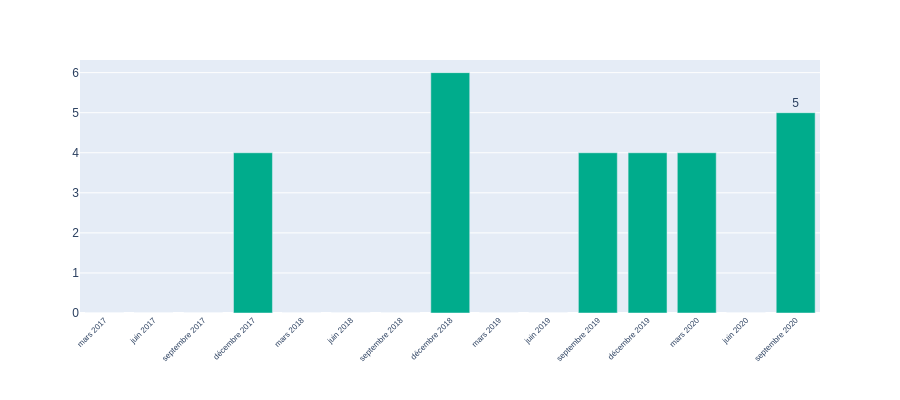 6
5
4
3
2
1
0
5
mars 2017
juin 2017
septembre 2017
décembre 2017
mars 2018
juin 2018
septembre 2018
décembre 2018
mars 2019
juin 2019
septembre 2019
décembre 2019
mars 2020
juin 2020
septembre 2020